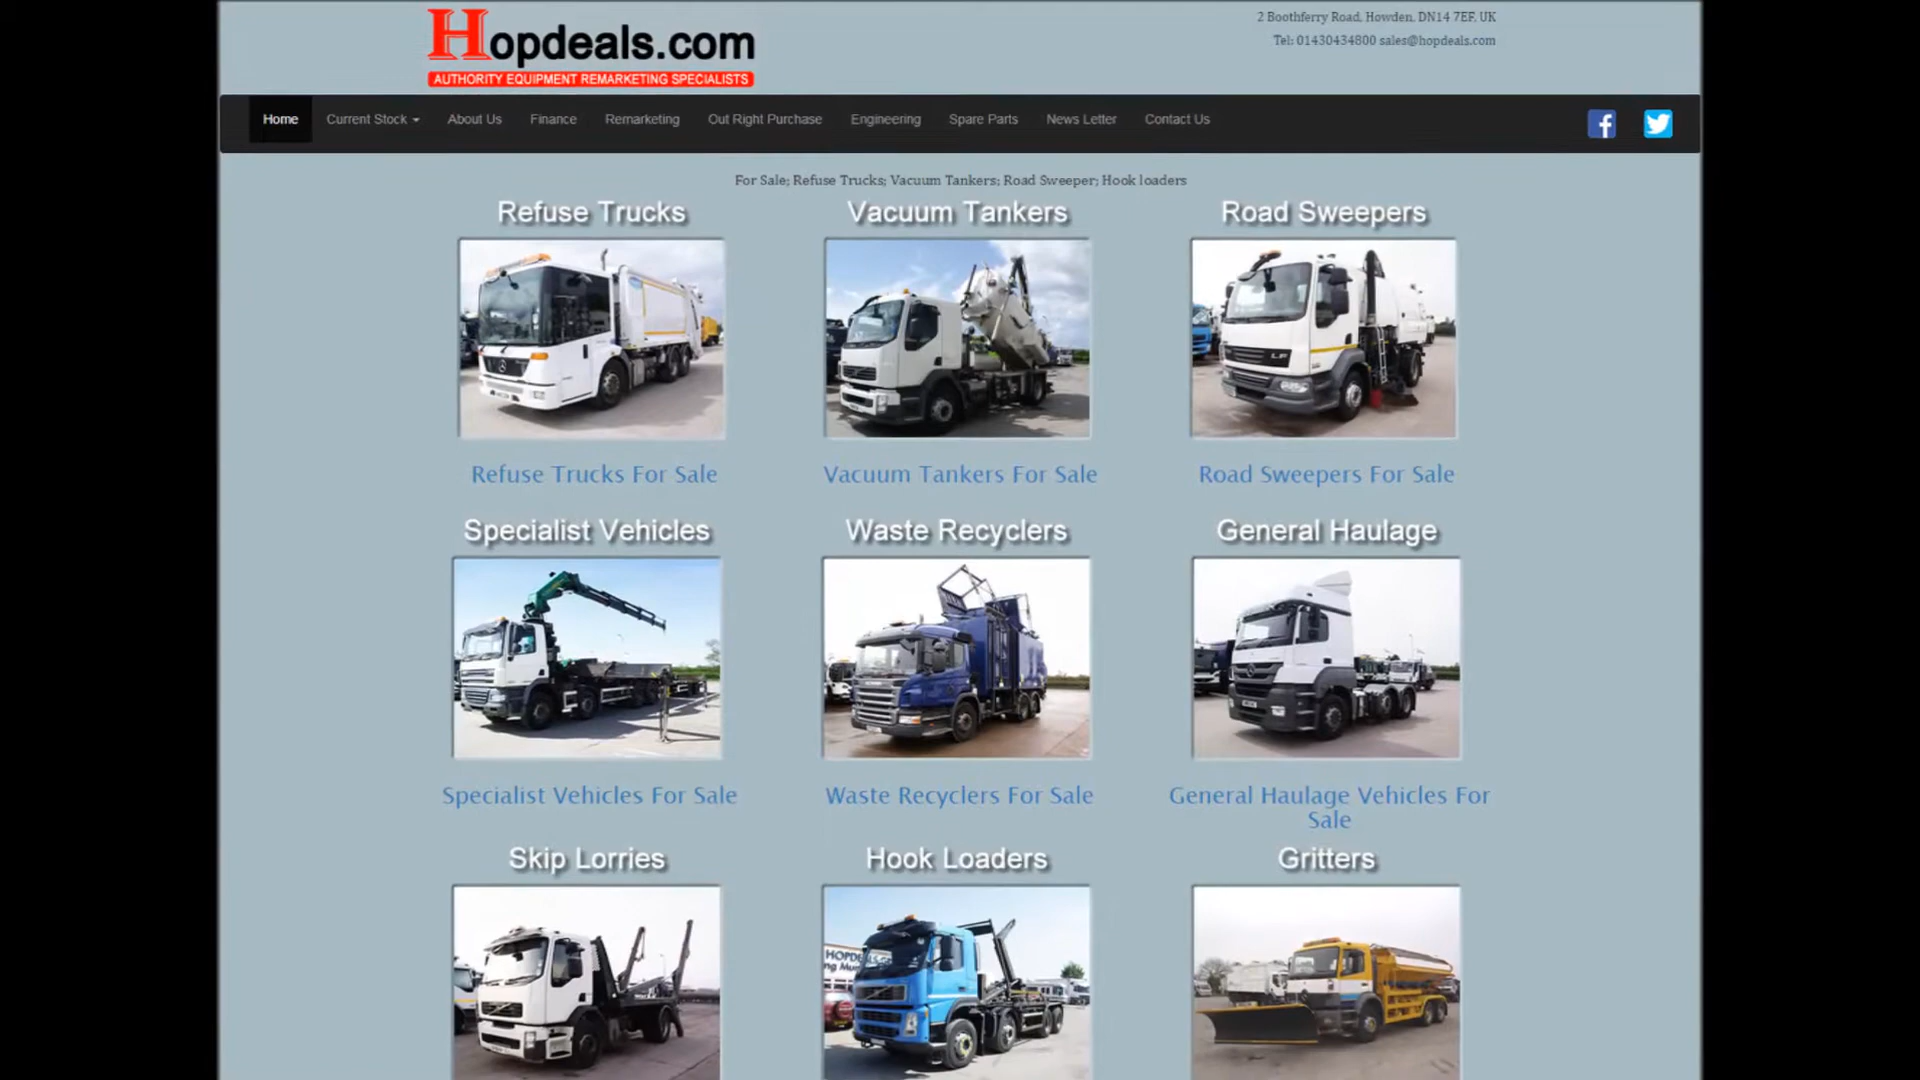 Hopdeals.com
AUTHORITY EQUIPMENT REMARKETING SPECIALISTS
2 Boothferry Road, Howden, DN14 7EF, UK
Tel: 01430434800 sales@hopdeals.com
Home Current Stock About Us Finance Remarketing Out Right Purchase Engineering Spare Parts News Letter Contact Us
For Sale; Refuse Trucks; Vacuum Tankers; Road Sweeper; Hook loaders
Refuse Trucks Vacuum Tankers Road Sweepers
LF
Refuse Trucks For Sale Vacuum Tankers For Sale Road Sweepers For Sale
Specialist Vehicles Waste Recyclers General Haulage
Specialist Vehicles For Sale Waste Recyclers For Sale General Haulage Vehicles For
Sale
Skip Lorries Hook Loaders Gritters
HOPDEALS